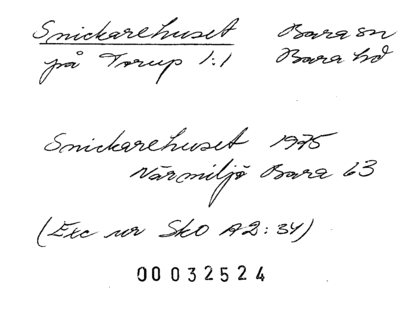 Snickarehuset Bara sn
på Torup 1:1 Bara hd
Snickarehuset 1975
Närmiljö Bara 63
(Exc ur Sko A2:34)
00032524